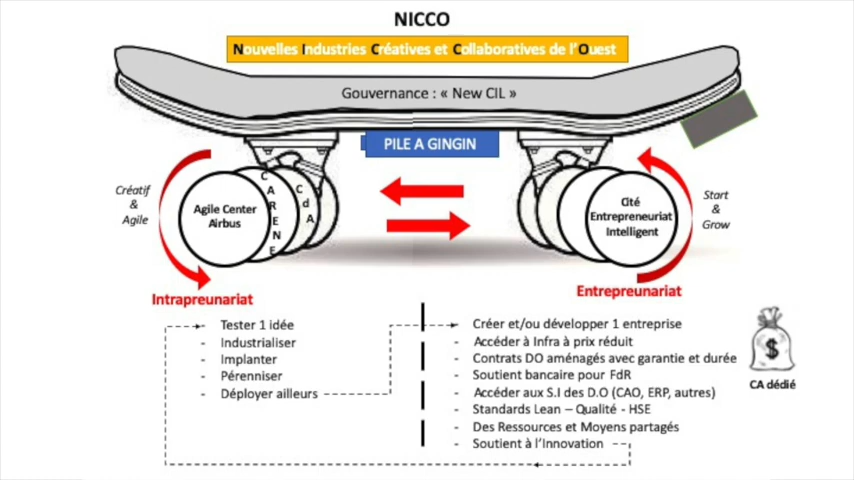 NICCO
Nouvelles Industries Créatives et Collaboratives de l'Ouest
Gouvernance : « New CIL »
PILE A GINGIN
Créatif
&
Agile
Agile Center
Airbus
CARENE
CdA
Cité
Entrepreneuriat
Intelligent
Start
&
Grow
Intrapreunariat
Entrepreunariat
- Tester 1 idée
- Industrialiser
- Implanter
- Pérenniser
- Déployer ailleurs
- Créer et/ou développer 1 entreprise
- Accéder à Infra à prix réduit
- Contrats DO aménagés avec garantie et durée
- Soutient bancaire pour FdR
- Accéder aux S.I des D.O (CAO, ERP, autres)
- Standards Lean – Qualité - HSE
- Des Ressources et Moyens partagés
- Soutient à l'Innovation
$
CA dédié